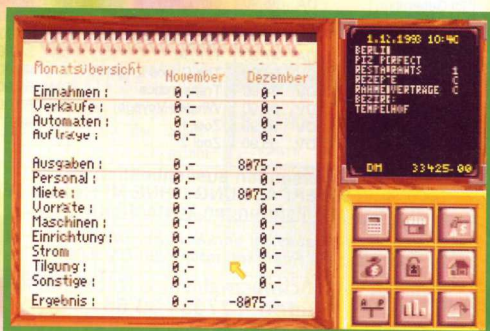 Monatsübersicht November Dezember
Einnahmen : 0,- 0,-
Verkäufe : 0,- 0,-
Automaten : 0,- 0,-
Aufträge : 0,- 0,-
Ausgaben : 0,- 8075,-
Personal : 0,- 0,-
Miete : 0,- 8075,-
Vorräte : 0,- 0,-
Maschinen : 0,- 0,-
Einrichtung : 0,- 0,-
Strom 0,- 0,-
Tilgung : 0,- 0,-
Sonstige : 0,- 0,-
Ergebnis : 0,- -8075,-
1.12.1993 10:40
BERLIN
PIZ PERFECT
RESTAURANTS 1
REZEPTE 0
RAHMENVERTRÄGE 0
BEZIRK:
TEMPELHOF
DM 33425.00